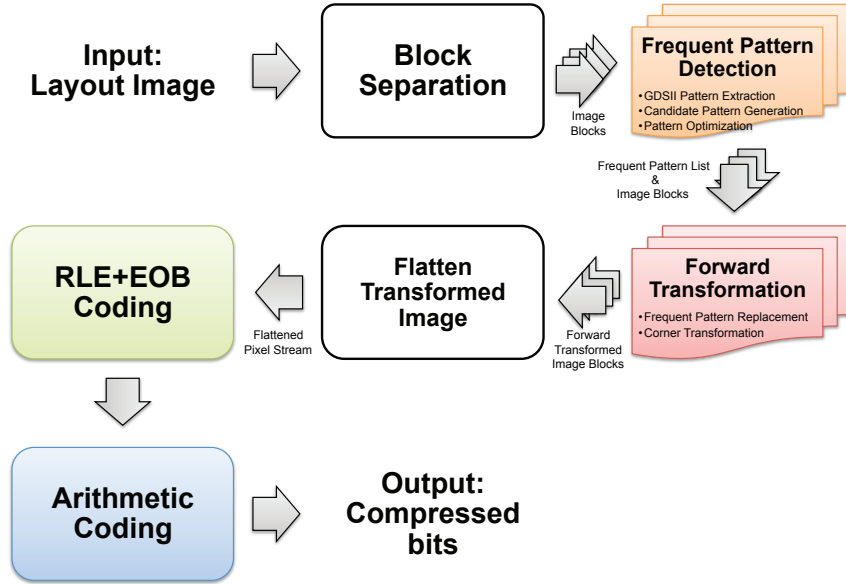 Input:
Layout Image
Block
Separation
Image
Blocks
Frequent Pattern
Detection
•GDSII Pattern Extraction
•Candidate Pattern Generation
•Pattern Optimization
Frequent Pattern List
&
Image Blocks
Forward
Transformation
•Frequent Pattern Replacement
•Corner Transformation
Forward
Transformed
Image Blocks
Flatten
Transformed
Image
Flattened
Pixel Stream
RLE+EOB
Coding
Arithmetic
Coding
Output:
Compressed
bits